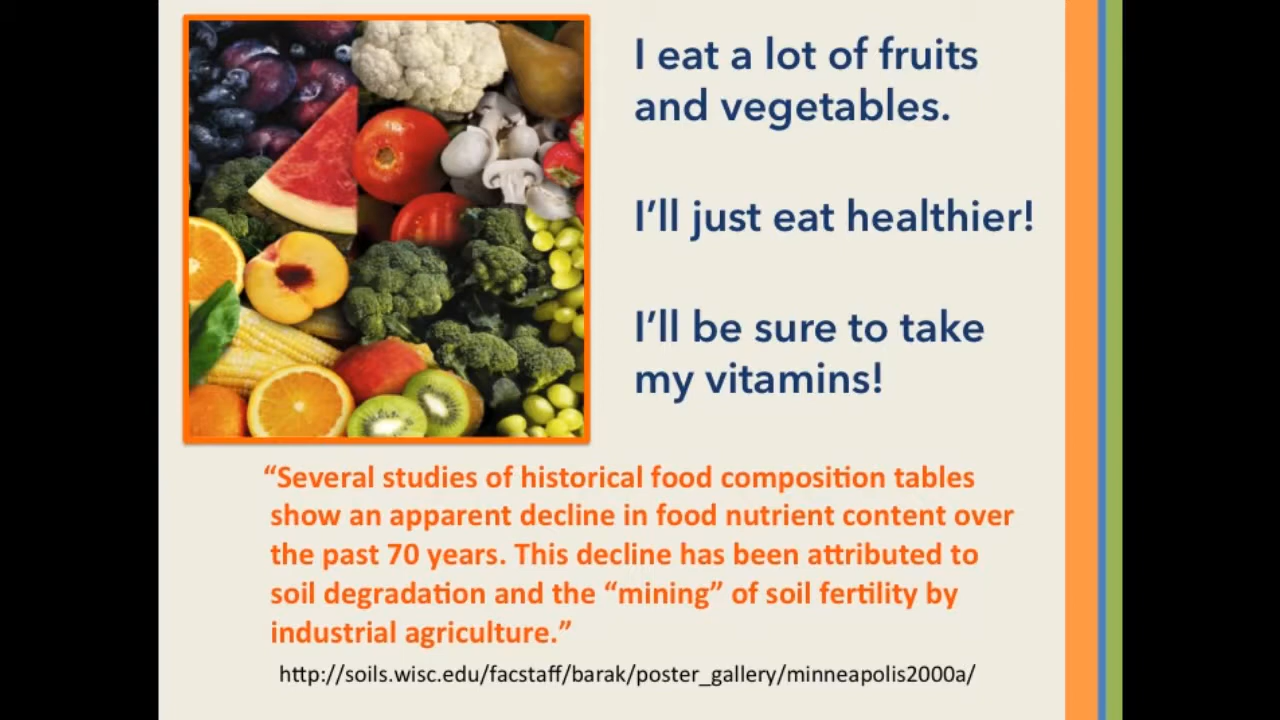 I eat a lot of fruits
and vegetables.
I’ll just eat healthier!
I’ll be sure to take
my vitamins!
“Several studies of historical food composition tables
show an apparent decline in food nutrient content over
the past 70 years. This decline has been attributed to
soil degradation and the “mining” of soil fertility by
industrial agriculture.”
http://soils.wisc.edu/facstaff/barak/poster_gallery/minneapolis2000a/